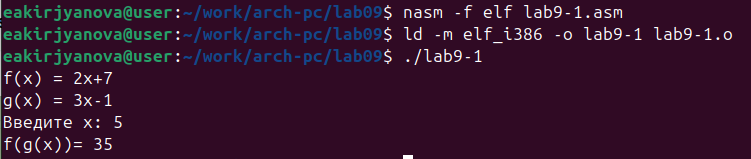 eakirjyanova@user:~/work/arch-pc/lab09$ nasm -f elf lab9-1.asm
eakirjyanova@user:~/work/arch-pc/lab09$ ld -m elf_i386 -o lab9-1 lab9-1.o
eakirjyanova@user:~/work/arch-pc/lab09$ ./lab9-1
f(x) = 2x+7
g(x) = 3x-1
Введите x: 5
f(g(x))= 35